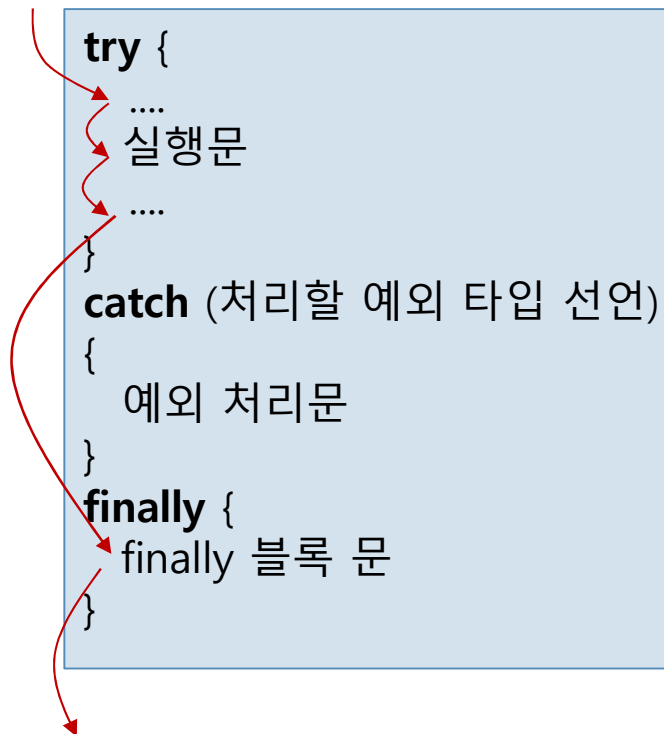 try {
....
실행문
....
}
catch (처리할 예외 타입 선언)
{
예외 처리문
}
finally {
finally 블록 문
}